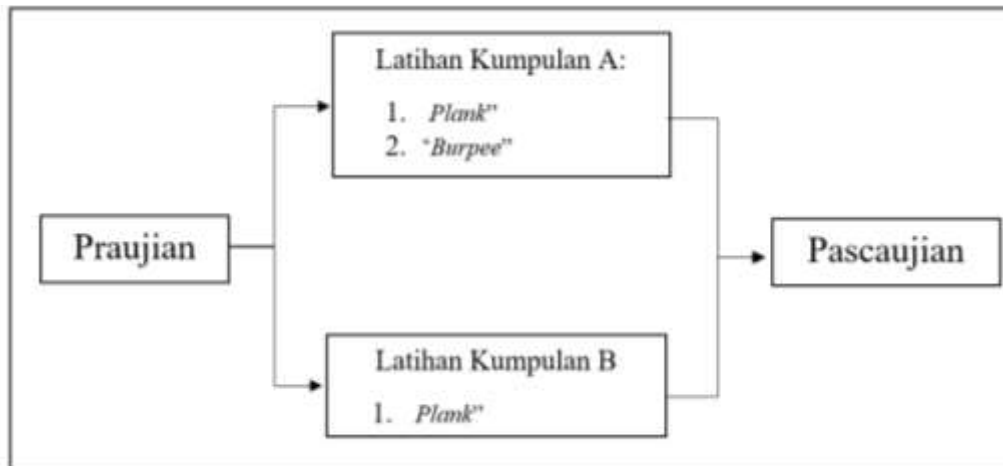 Praujian
Latihan Kumpulan A:
1. Plank”
2. “Burpee”
Latihan Kumpulan B
1. Plank”
Pascaujian